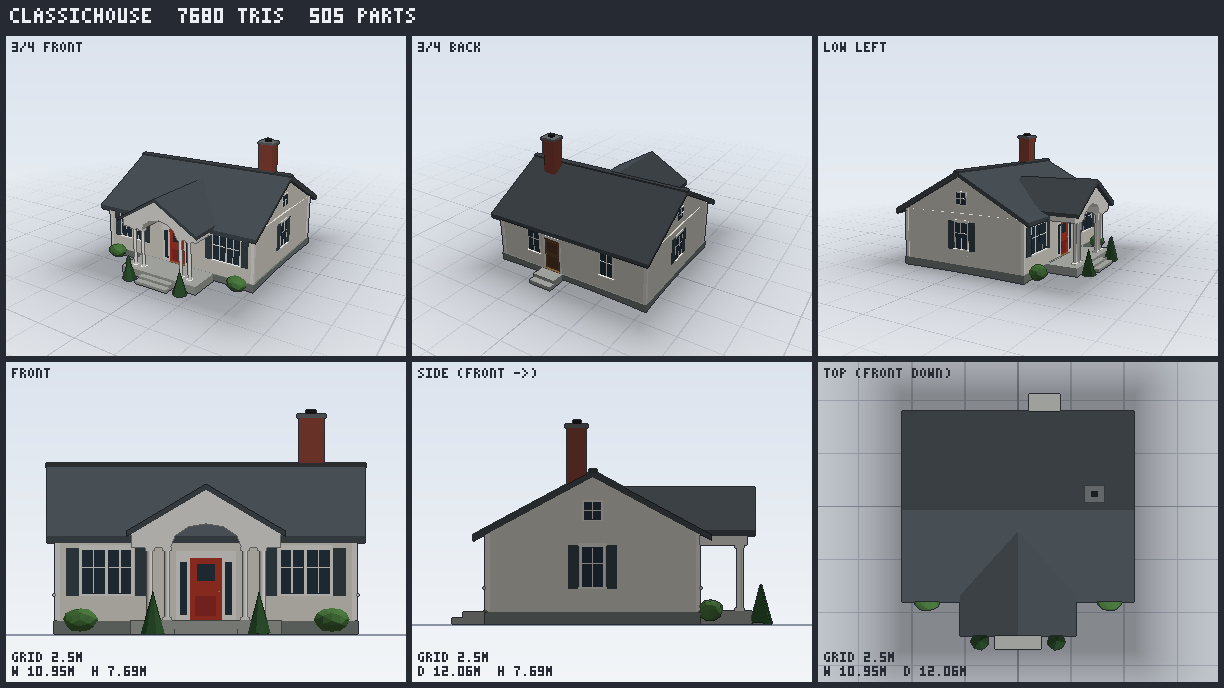 CLASSICHOUSE  7680 TRIS  505 PARTS
3/4 FRONT
3/4 BACK
LOW LEFT
FRONT
GRID 2.5M
W 10.95M  H 7.69M
SIDE (FRONT ->)
GRID 2.5M
D 12.06M  H 7.69M
TOP (FRONT DOWN)
GRID 2.5M
W 10.95M  D 12.06M